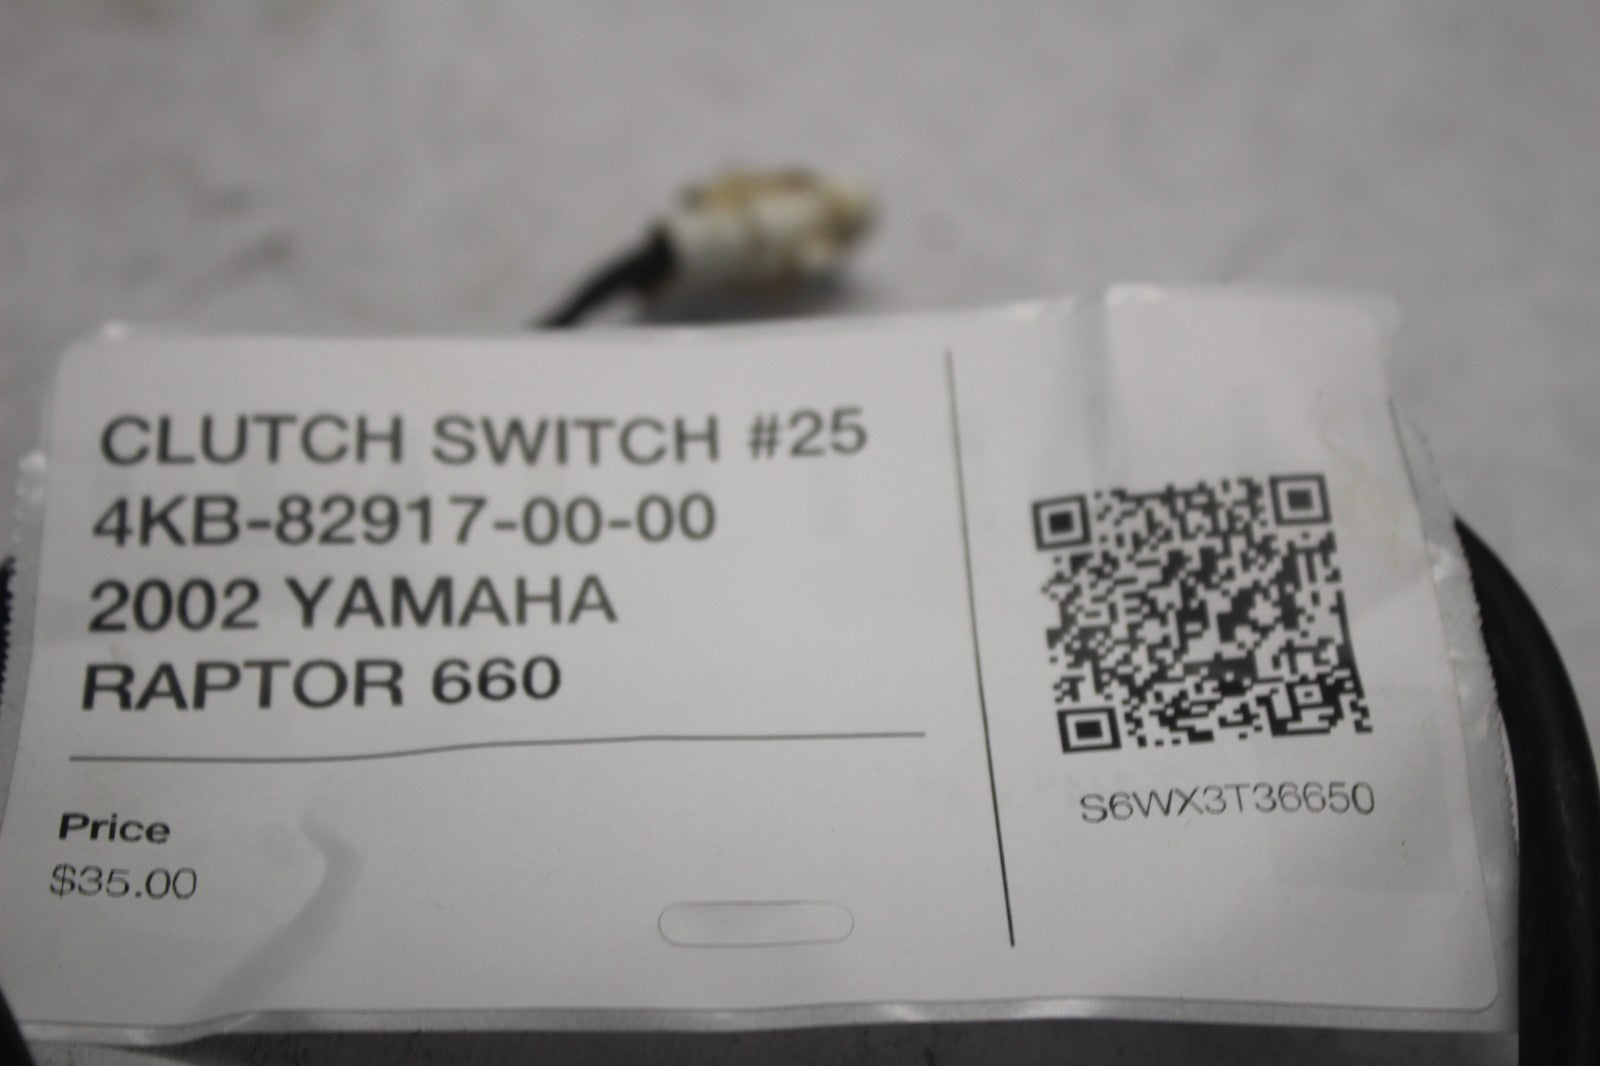 CLUTCH SWITCH #25
4KB-82917-00-00
2002 YAMAHA
RAPTOR 660
Price
$35.00
S6WX3T36650